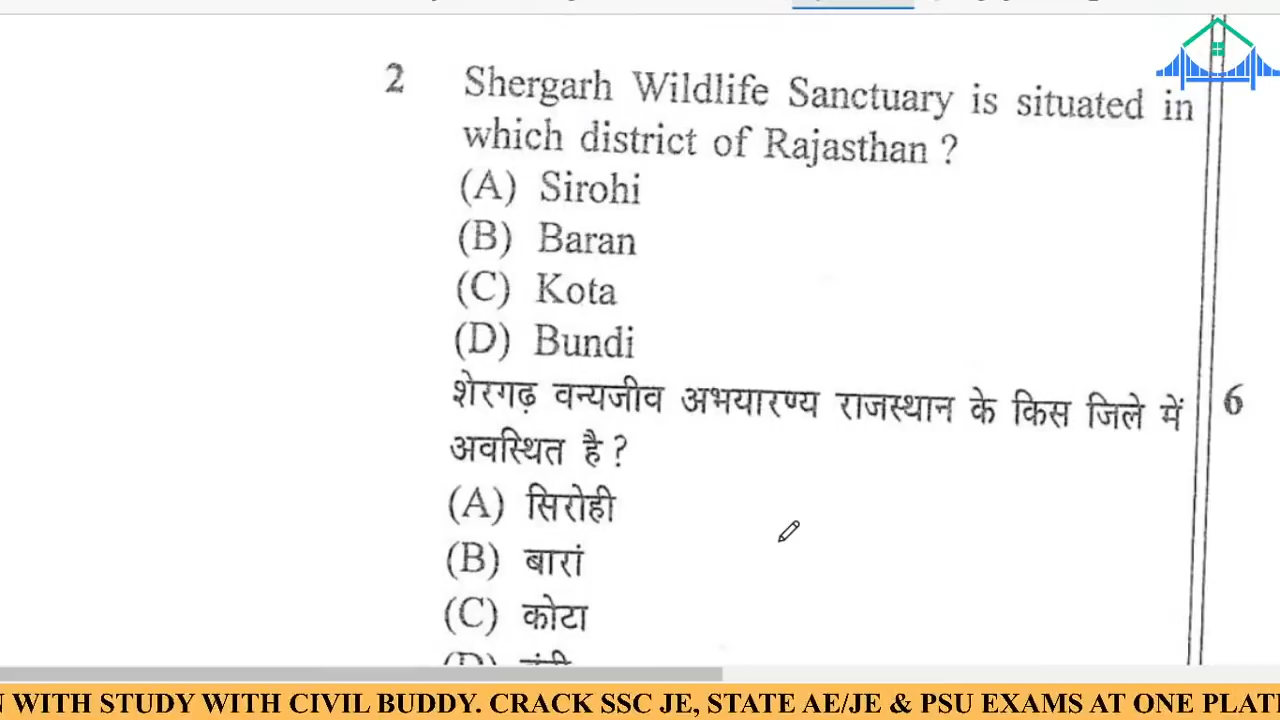 2 Shergarh Wildlife Sanctuary is situated in
which district of Rajasthan ?
(A) Sirohi
(B) Baran
(C) Kota
(D) Bundi
शेरगढ़ वन्यजीव अभयारण्य राजस्थान के किस जिले में
अवस्थित है ?
(A) सिरोही
(B) बारां
(C) कोटा
6
N WITH STUDY WITH CIVIL BUDDY. CRACK SSC JE, STATE AE/JE & PSU EXAMS AT ONE PLAT